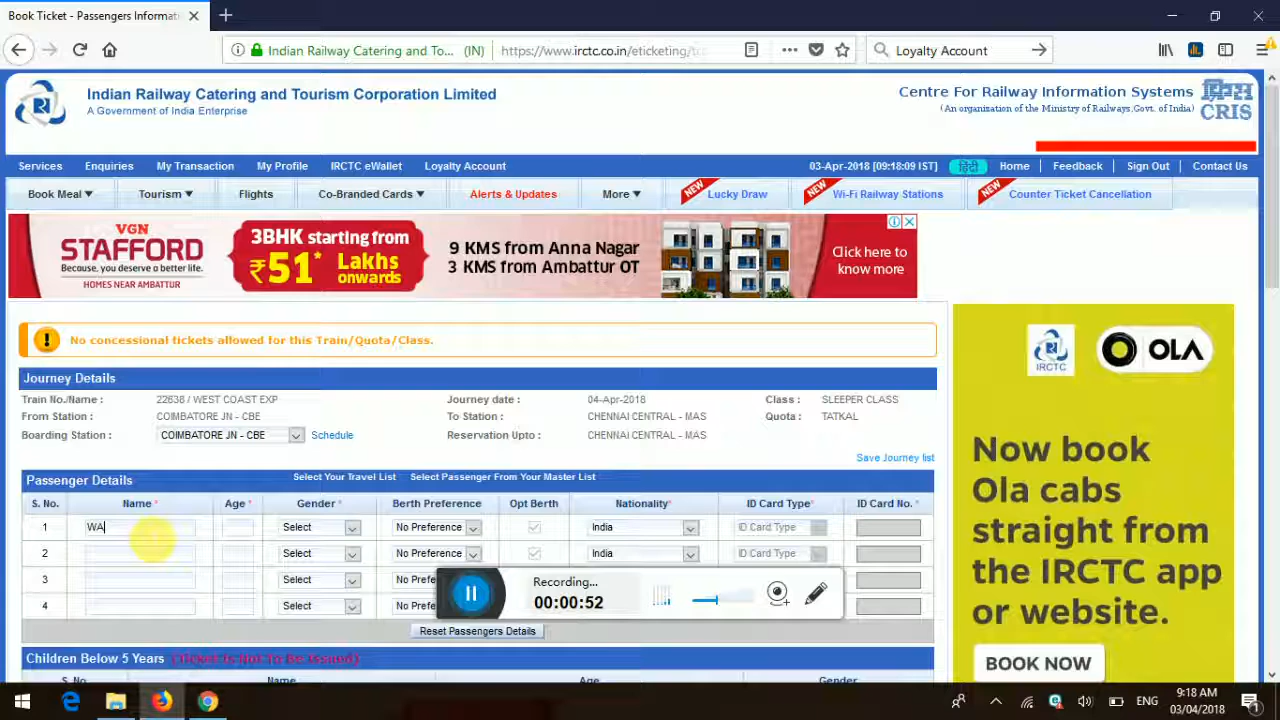 Book Ticket - Passengers Informati
Indian Railway Catering and To... (IN)
https://www.irctc.co.in/eticketing/
Loyalty Account
Indian Railway Catering and Tourism Corporation Limited
A Government of India Enterprise
Centre For Railway Information Systems
(An organization of the Ministry of Railways,Govt. of India)
CRIS
Services Enquiries My Transaction My Profile IRCTC eWallet Loyalty Account 03-Apr-2018 [09:18:09 IST] हिंदी Home Feedback Sign Out Contact Us
Book Meal Tourism Flights Co-Branded Cards Alerts & Updates More NEW Lucky Draw NEW Wi-Fi Railway Stations NEW Counter Ticket Cancellation
VGN
STAFFORD
Because, you deserve a better life.
HOMES NEAR AMBATTUR
3BHK starting from
₹51* Lakhs
onwards
9 KMS from Anna Nagar
3 KMS from Ambattur OT
Click here to
know more
No concessional tickets allowed for this Train/Quota/Class.
Journey Details
Train No./Name : 22638 / WEST COAST EXP Journey date : 04-Apr-2018 Class : SLEEPER CLASS
From Station : COIMBATORE JN - CBE To Station : CHENNAI CENTRAL - MAS Quota : TATKAL
Boarding Station : COIMBATORE JN - CBE Schedule Reservation Upto : CHENNAI CENTRAL - MAS
Save Journey list
Passenger Details Select Your Travel List Select Passenger From Your Master List
S. No. Name * Age * Gender * Berth Preference Opt Berth Nationality* ID Card Type* ID Card No. *
1 WA Select No Preference India ID Card Type
2 Select No Preference India ID Card Type
3 Select No Prefe
4 Select No Prefe
Recording...
00:00:52
Reset Passengers Details
Children Below 5 Years (Ticket Is Not To Be Issued)
S. No. Name Age Gender
IRCTC
OLA
Now book
Ola cabs
straight from
the IRCTC app
or website.
BOOK NOW
ENG
9:18 AM
03/04/2018
1